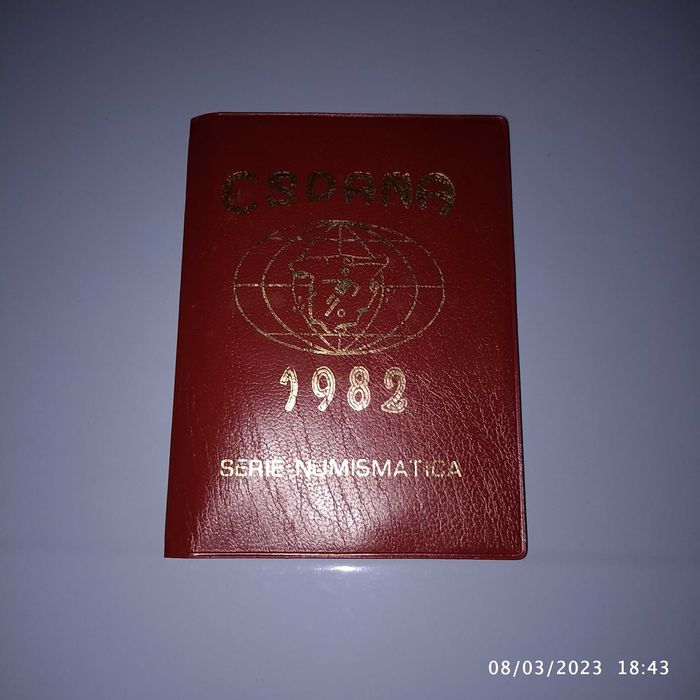 ESPAÑA
1982
SERIE NUMISMATICA
08/03/2023 18:43